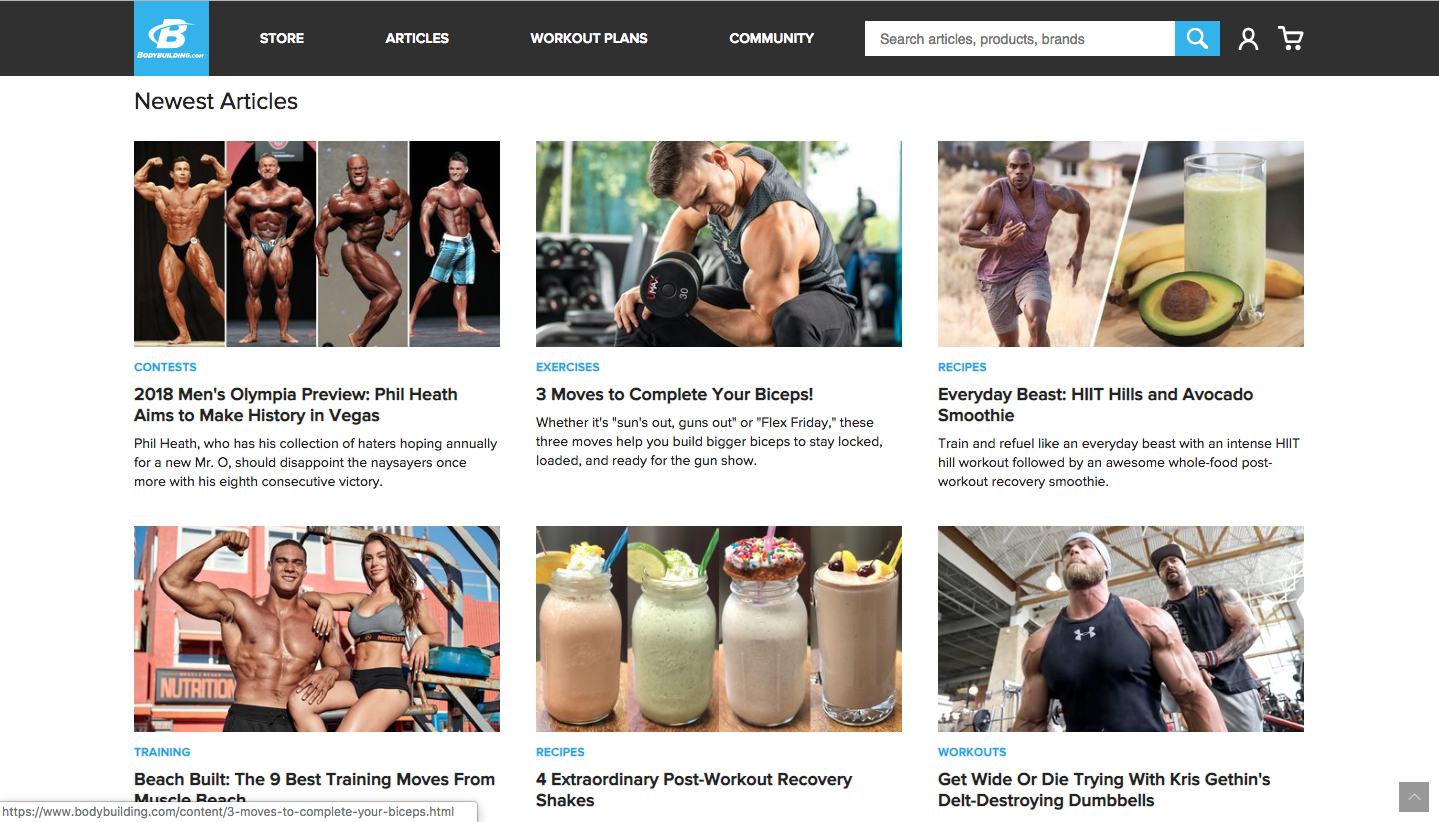 B
BODYBUILDING.COM
STORE
ARTICLES
WORKOUT PLANS
COMMUNITY
Search articles, products, brands
Newest Articles
UMAX
30
CONTESTS
2018 Men's Olympia Preview: Phil Heath
Aims to Make History in Vegas
Phil Heath, who has his collection of haters hoping annually
for a new Mr. O, should disappoint the naysayers once
more with his eighth consecutive victory.
EXERCISES
3 Moves to Complete Your Biceps!
Whether it's "sun's out, guns out" or "Flex Friday," these
three moves help you build bigger biceps to stay locked,
loaded, and ready for the gun show.
RECIPES
Everyday Beast: HIIT Hills and Avocado
Smoothie
Train and refuel like an everyday beast with an intense HIIT
hill workout followed by an awesome whole-food post-
workout recovery smoothie.
NUTRITION
TRAINING
Beach Built: The 9 Best Training Moves From
Muscle Beach
RECIPES
4 Extraordinary Post-Workout Recovery
Shakes
WORKOUTS
Get Wide Or Die Trying With Kris Gethin's
Delt-Destroying Dumbbells
https://www.bodybuilding.com/content/3-moves-to-complete-your-biceps.html